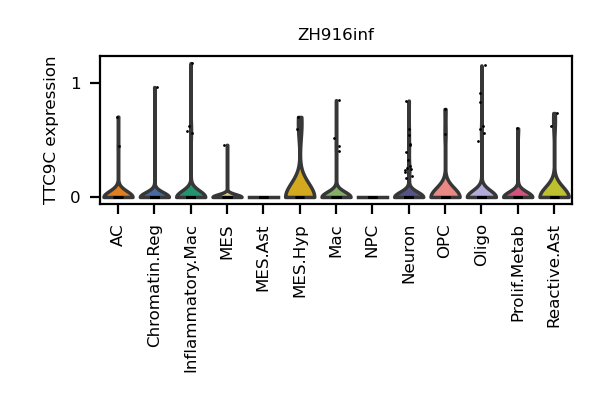 ZH916inf
TTC9C expression
1
0
AC
Chromatin.Reg
Inflammatory.Mac
MES
MES.Ast
MES.Hyp
Mac
NPC
Neuron
OPC
Oligo
Prolif.Metab
Reactive.Ast